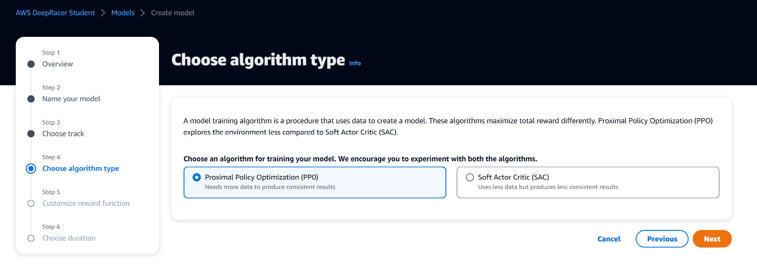 AWS DeepRacer Student > Models > Create model
Step 1
Overview
Step 2
Name your model
Step 3
Choose track
Step 4
Choose algorithm type
Step 5
Customize reward function
Step 6
Choose duration
Choose algorithm type Info
A model training algorithm is a procedure that uses data to create a model. These algorithms maximize total reward differently. Proximal Policy Optimization (PPO)
explores the environment less compared to Soft Actor Critic (SAC).
Choose an algorithm for training your model. We encourage you to experiment with both the algorithms.
Proximal Policy Optimization (PPO)
Needs more data to produce consistent results
Soft Actor Critic (SAC)
Uses less data but produces less consistent results
Cancel
Previous
Next